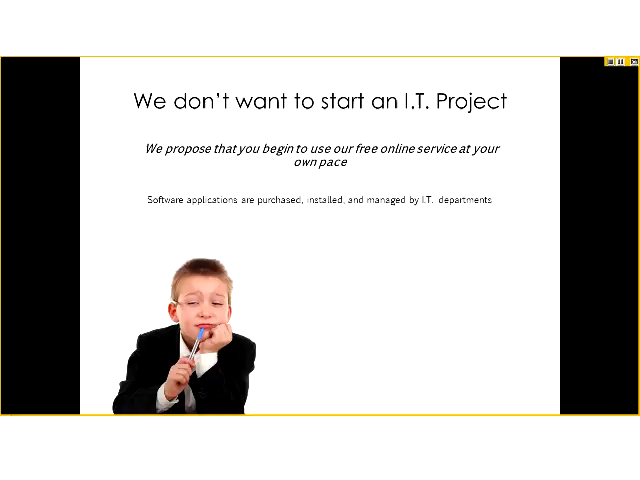 We don't want to start an I.T. Project
We propose that you begin to use our free online service at your
own pace
Software applications are purchased, installed, and managed by I.T. departments